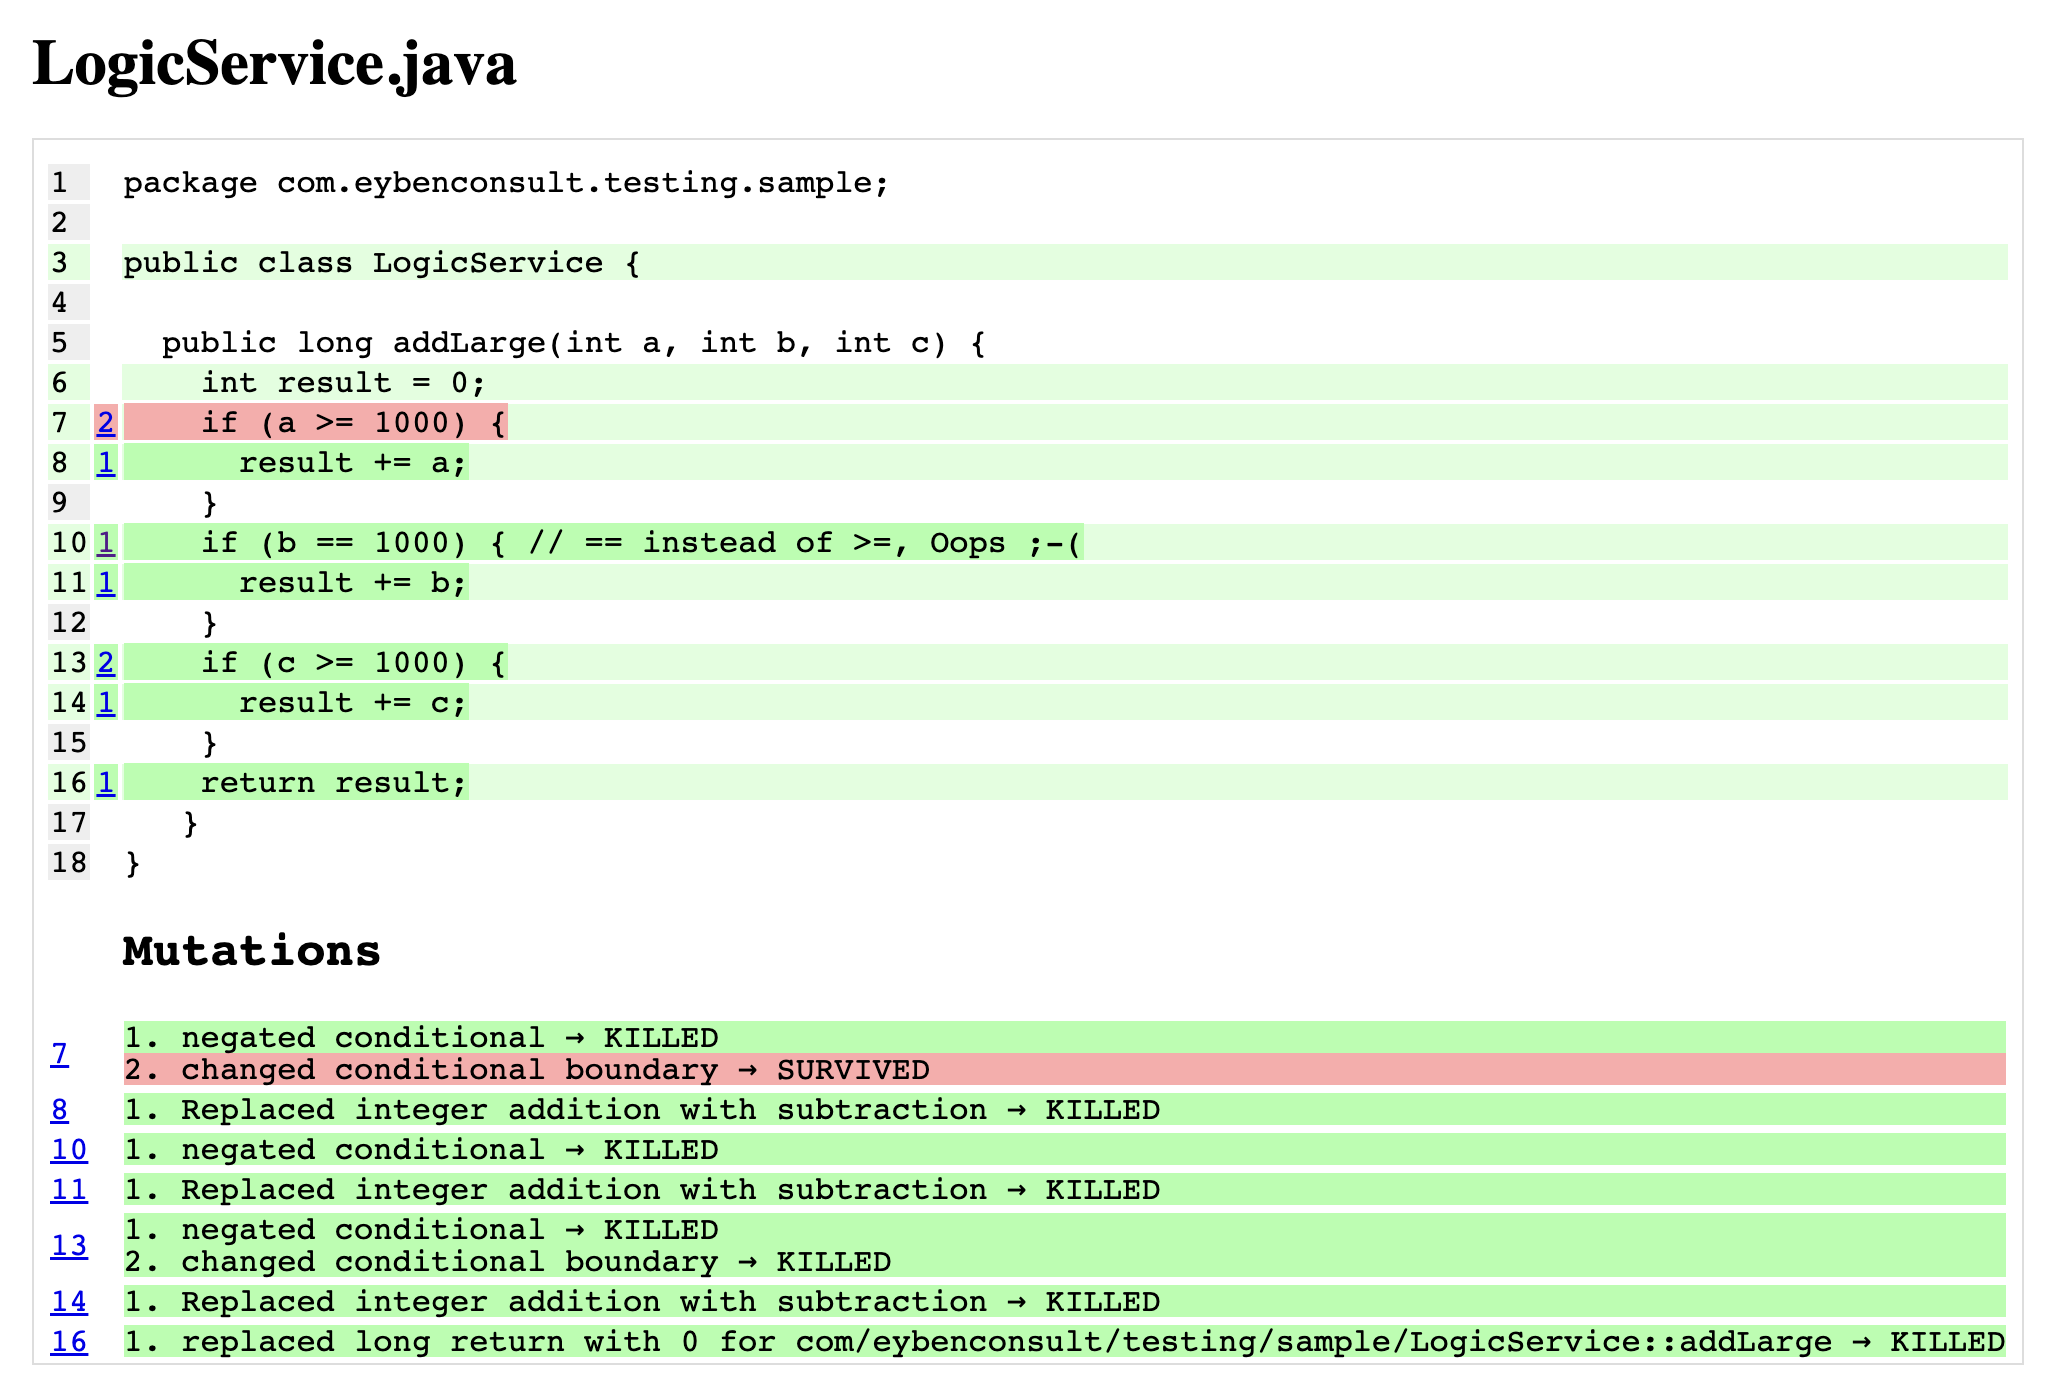 LogicService.java
1 package com.eybenconsult.testing.sample;
2
3 public class LogicService {
4
5 public long addLarge(int a, int b, int c) {
6 int result = 0;
7 2 if (a >= 1000) {
8 1 result += a;
9 }
10 1 if (b == 1000) { // == instead of >=, Oops ;-(
11 1 result += b;
12 }
13 2 if (c >= 1000) {
14 1 result += c;
15 }
16 1 return result;
17 }
18 }
Mutations
7 1. negated conditional → KILLED
2. changed conditional boundary → SURVIVED
8 1. Replaced integer addition with subtraction → KILLED
10 1. negated conditional → KILLED
11 1. Replaced integer addition with subtraction → KILLED
13 1. negated conditional → KILLED
2. changed conditional boundary → KILLED
14 1. Replaced integer addition with subtraction → KILLED
16 1. replaced long return with 0 for com/eybenconsult/testing/sample/LogicService::addLarge → KILLED